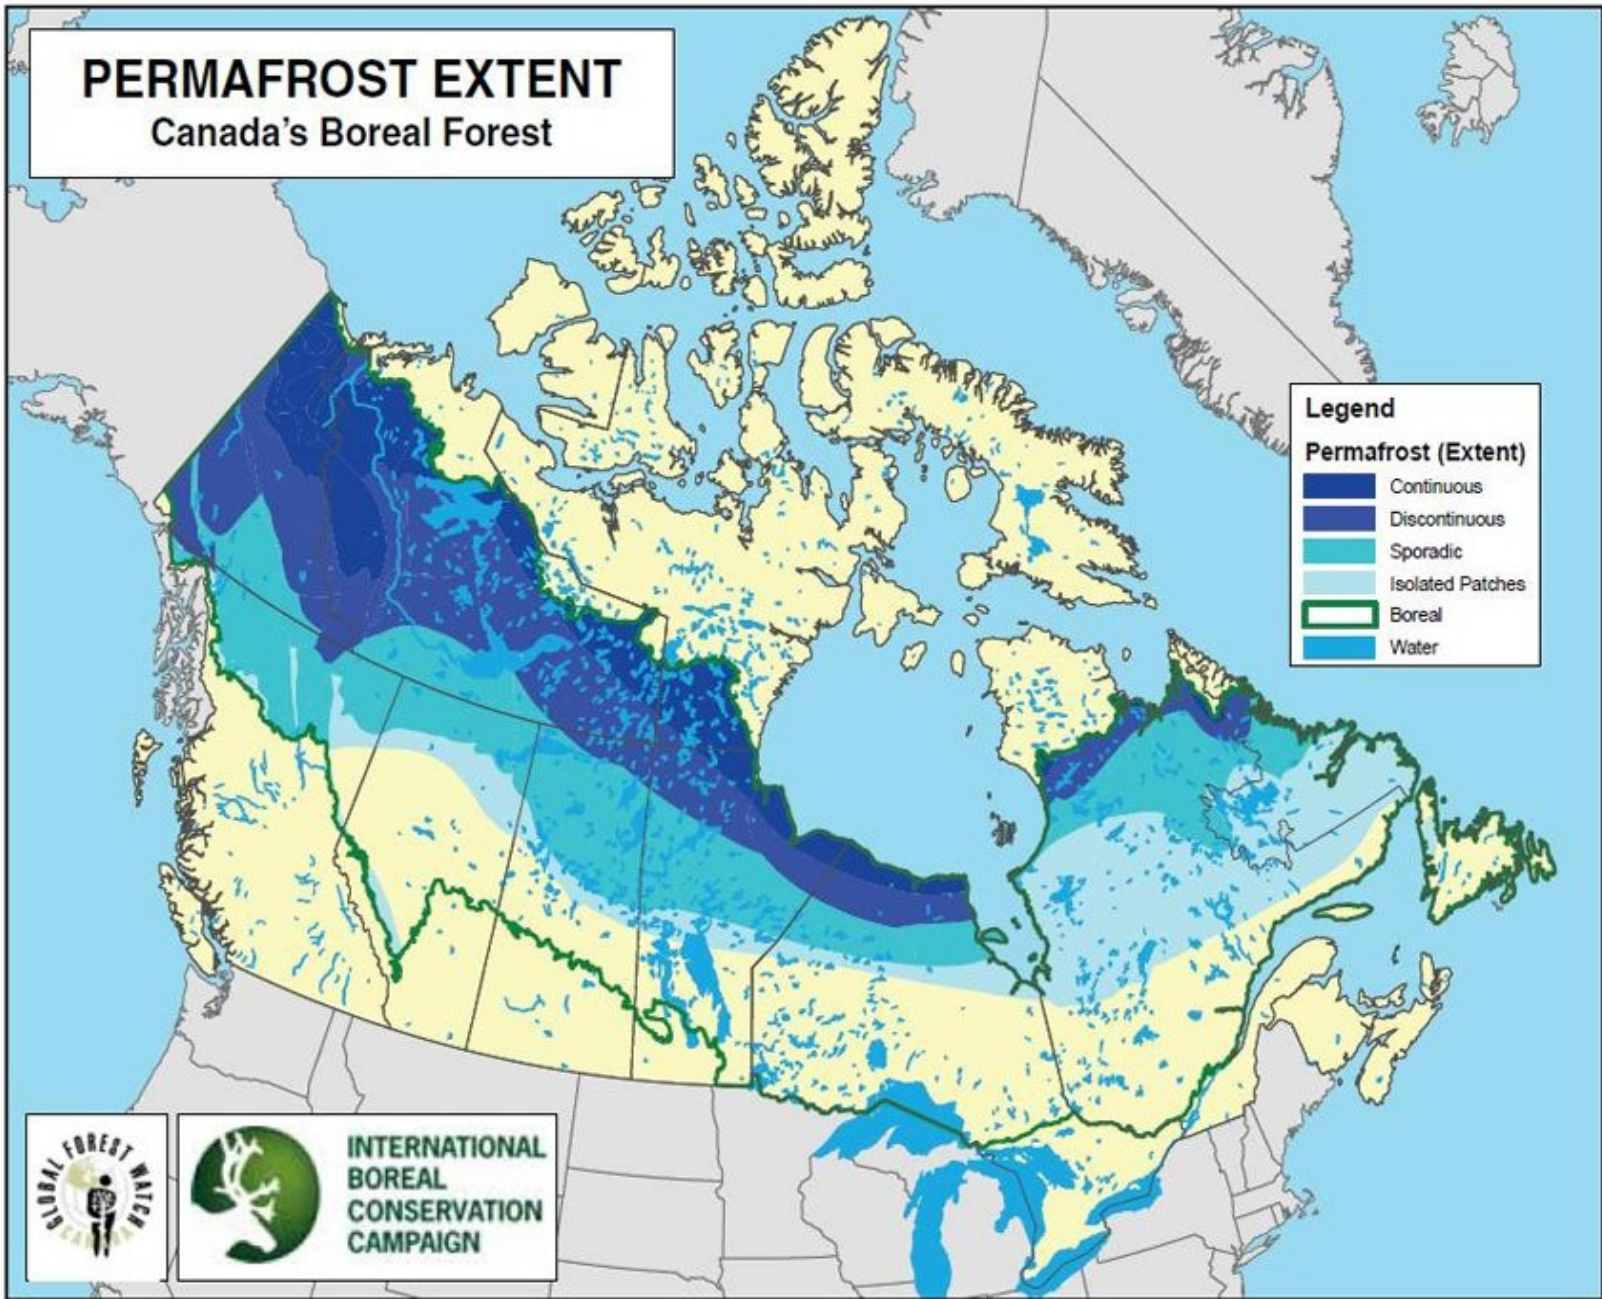 PERMAFROST EXTENT
Canada's Boreal Forest
Legend
Permafrost (Extent)
Continuous
Discontinuous
Sporadic
Isolated Patches
Boreal
Water
GLOBAL FOREST WATCH
CANADA
INTERNATIONAL
BOREAL
CONSERVATION
CAMPAIGN